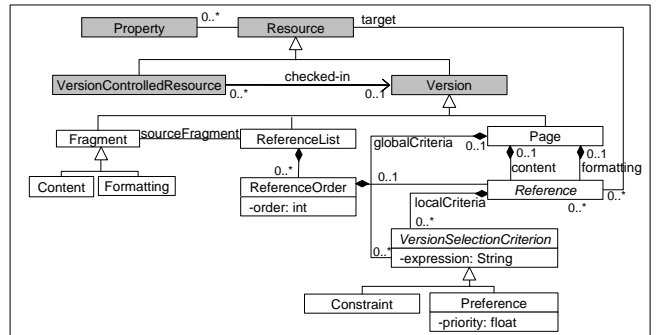 Property
0..*
Resource
target
VersionControlledResource
checked-in
0..*
0..1
Version
Fragment
sourceFragment
ReferenceList
globalCriteria
0..1
Page
0..1
content
0..1
formatting
Content
Formatting
0..*
ReferenceOrder
-order: int
0..1
Reference
0..*
0..*
localCriteria
0..*
0..*
VersionSelectionCriterion
-expression: String
Constraint
Preference
-priority: float